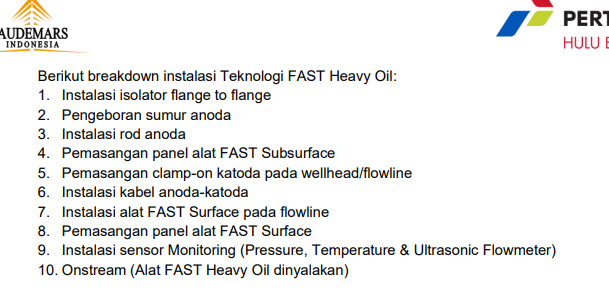 AUDEMARS
INDONESIA
PERT
HULU E
Berikut breakdown instalasi Teknologi FAST Heavy Oil:
1. Instalasi isolator flange to flange
2. Pengeboran sumur anoda
3. Instalasi rod anoda
4. Pemasangan panel alat FAST Subsurface
5. Pemasangan clamp-on katoda pada wellhead/flowline
6. Instalasi kabel anoda-katoda
7. Instalasi alat FAST Surface pada flowline
8. Pemasangan panel alat FAST Surface
9. Instalasi sensor Monitoring (Pressure, Temperature & Ultrasonic Flowmeter)
10. Onstream (Alat FAST Heavy Oil dinyalakan)